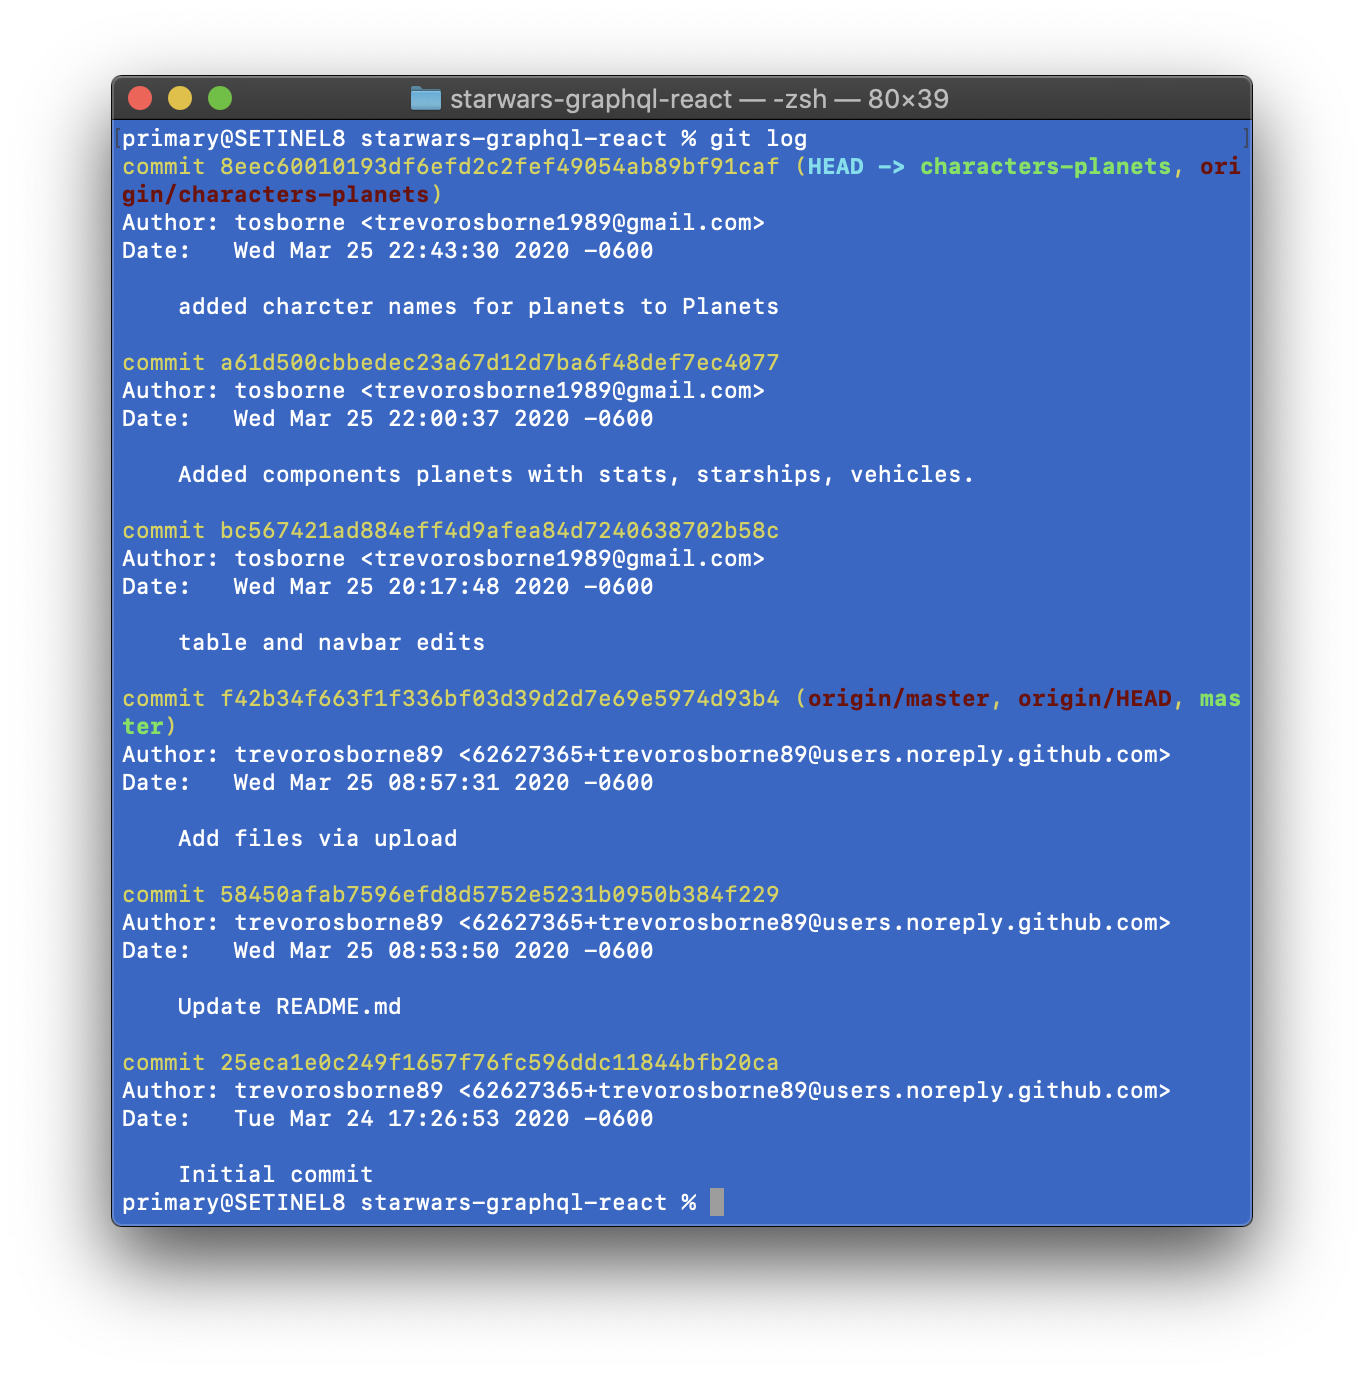 starwars-graphql-react — -zsh — 80×39
[primary@SETINEL8 starwars-graphql-react % git log ]
commit 8eec60010193df6efd2c2fef49054ab89bf91caf (HEAD -> characters-planets, ori
gin/characters-planets)
Author: tosborne <trevorosborne1989@gmail.com>
Date:   Wed Mar 25 22:43:30 2020 -0600
    added charcter names for planets to Planets
commit a61d500cbbedec23a67d12d7ba6f48def7ec4077
Author: tosborne <trevorosborne1989@gmail.com>
Date:   Wed Mar 25 22:00:37 2020 -0600
    Added components planets with stats, starships, vehicles.
commit bc567421ad884eff4d9afea84d7240638702b58c
Author: tosborne <trevorosborne1989@gmail.com>
Date:   Wed Mar 25 20:17:48 2020 -0600
    table and navbar edits
commit f42b34f663f1f336bf03d39d2d7e69e5974d93b4 (origin/master, origin/HEAD, mas
ter)
Author: trevorosborne89 <62627365+trevorosborne89@users.noreply.github.com>
Date:   Wed Mar 25 08:57:31 2020 -0600
    Add files via upload
commit 58450afab7596efd8d5752e5231b0950b384f229
Author: trevorosborne89 <62627365+trevorosborne89@users.noreply.github.com>
Date:   Wed Mar 25 08:53:50 2020 -0600
    Update README.md
commit 25eca1e0c249f1657f76fc596ddc11844bfb20ca
Author: trevorosborne89 <62627365+trevorosborne89@users.noreply.github.com>
Date:   Tue Mar 24 17:26:53 2020 -0600
    Initial commit
primary@SETINEL8 starwars-graphql-react %